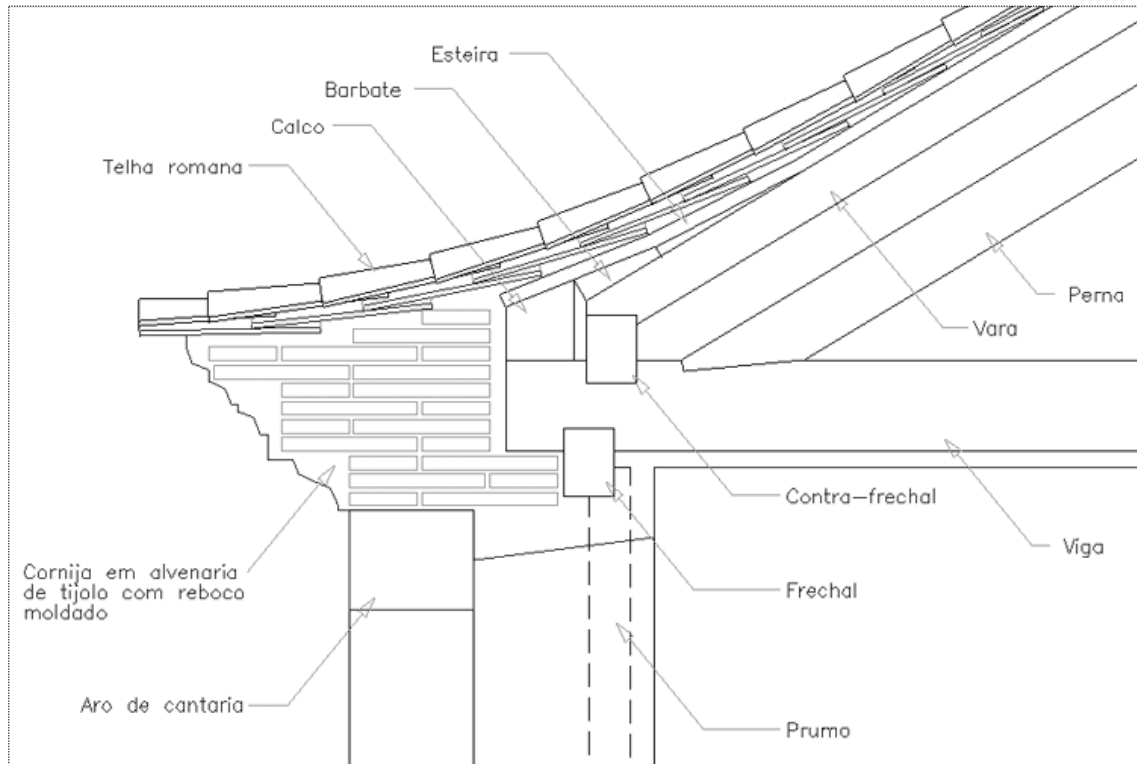 Esteira
Barbate
Calco
Telha romana
Perna
Vara
Contra-frechal
Viga
Cornija em alvenaria
de tijolo com reboco
moldado
Frechal
Aro de cantaria
Prumo